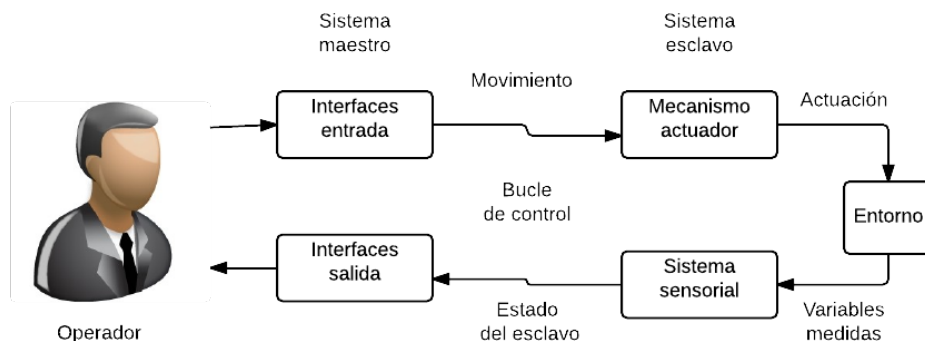 Sistema
maestro
Sistema
esclavo
Movimiento
Interfaces
entrada
Mecanismo
actuador
Actuación
Bucle
de control
Entorno
Interfaces
salida
Sistema
sensorial
Estado
del esclavo
Variables
medidas
Operador